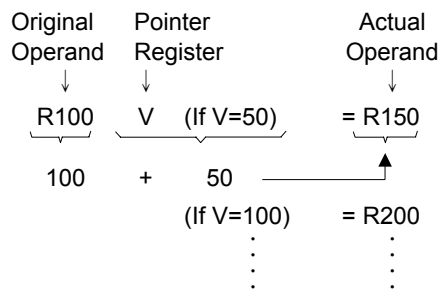 Original Pointer Actual
Operand Register Operand
R100 V (If V=50) = R150
100 + 50
(If V=100) = R200